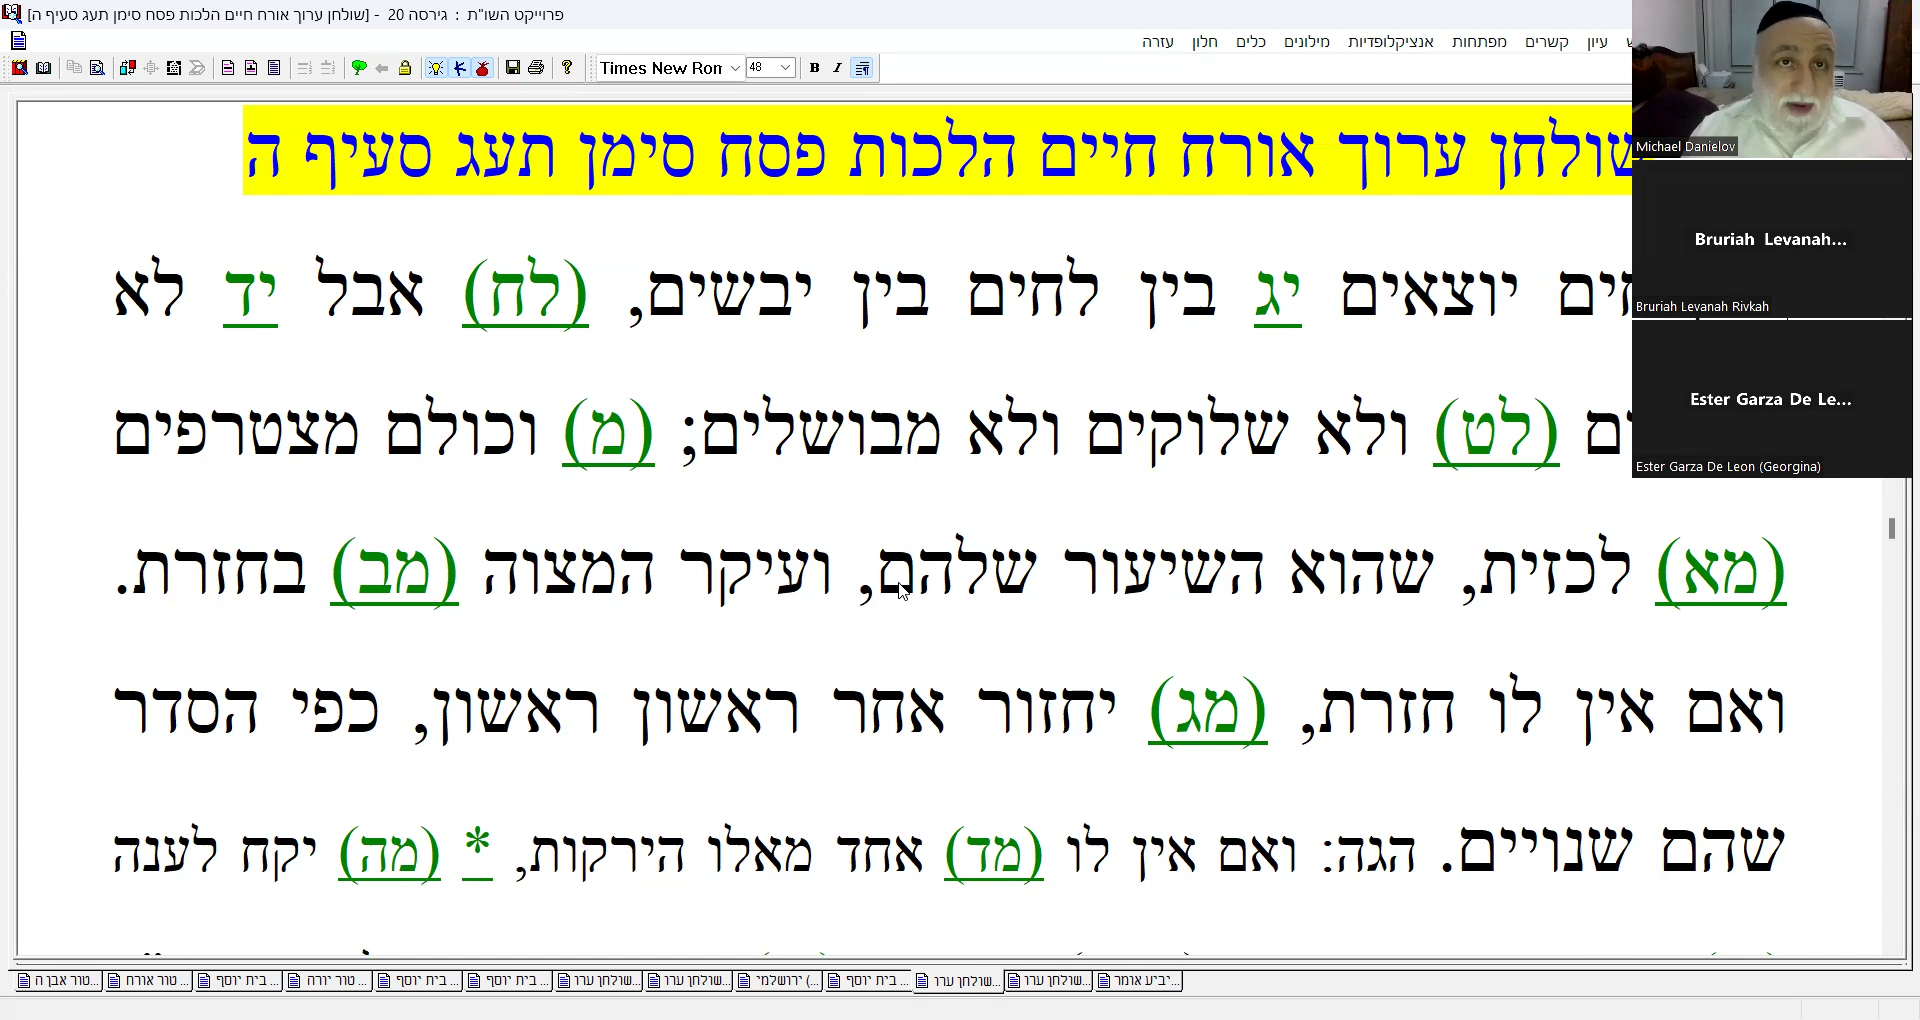 פרוייקט השו"ת : גירסה 20 - [שולחן ערוך אורח חיים הלכות פסח סימן תעג סעיף ה]
עיון קשרים מפתחות אנציקלופדיות מילונים כלים חלון עזרה
Times New Ron 48 B I
שולחן ערוך אורח חיים הלכות פסח סימן תעג סעיף ה
יוצאים יג בין לחים בין יבשים, (לח) אבל יד לא
(לט) ולא שלוקים ולא מבושלים; (מ) וכולם מצטרפים
(מא) לכזית, שהוא השיעור שלהם, ועיקר המצוה (מב) בחזרת.
ואם אין לו חזרת, (מג) יחזור אחר ראשון ראשון, כפי הסדר
שהם שנויים. הגה: ואם אין לו (מד) אחד מאלו הירקות, * (מה) יקח לענה
Michael Danielov
Bruriah Levanah...
Bruriah Levanah Rivkah
Ester Garza De Le...
Ester Garza De Leon (Georgina)
יביע אומר... שולחן ערו... שולחן ערו... בית יוסף ... ירושלמי (... שולחן ערו... שולחן ערו... בית יוסף ... בית יוסף ... טור יורה ... בית יוסף ... טור אורח ... טור אבן ה...